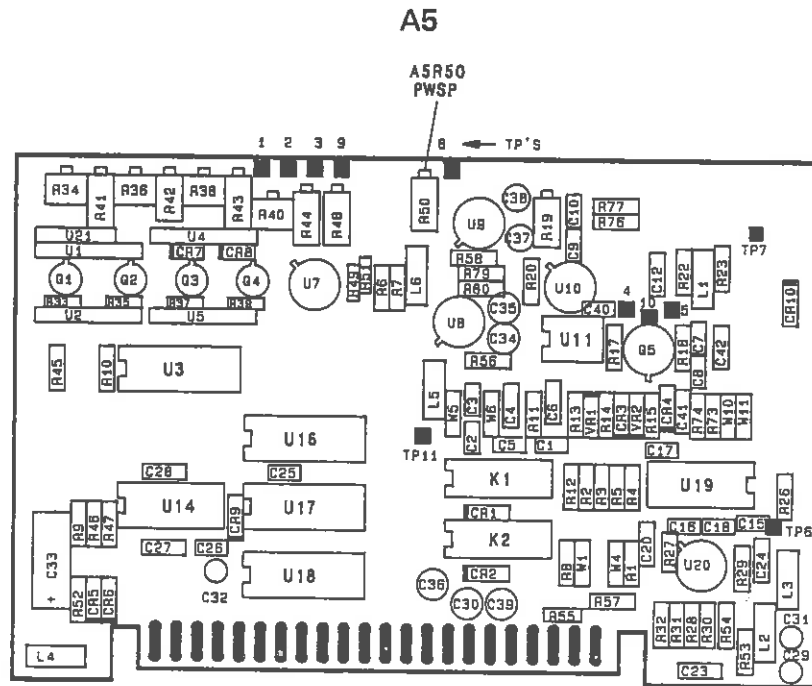 A5
A5R50
PWSP
1 2 3 9 8 ← TP'S
R34 R41 R36 R42 R38 R43 R40 R44 R48 R50 U9 C38 R19 C10 R77
R76
U21 U4 C37 C9 TP7
U1 CR7 CR8 R58 C12 R22 L1 R23
Q1 Q2 Q3 Q4 U7 R49 R51 R6 R7 L6 R79 R20 U10 CR10
R33 R35 R37 R39 R60 C35 C40 4 10 5
U2 U5 U8 C34 U11 R17 Q5 R18 C7 C42
R45 R10 U3 R56 C8
L5 W5 C3 W6 C4 R11 C6 R13 VR1 R14 CR3 VR2 R15 CR4 C41 R74 R73 W10 W11
U16 TP11 C2 C5 C1 C17
C28 C25 K1 R12 R2 R3 R5 R4 U19 R26
U14 CR9 U17 CR1 C16 C18 C15 TP6
R9 R46 R47 C27 C26 K2 C20 R27
C33 U18 R8 W1 W4 R1 U20 R29 C24 L3
+ R52 CR5 CR6 C32 CR2
C36 C30 C39 R57 C31
R55 R32 R31 R28 R30 R54 L2
L4 C23 R53 C29